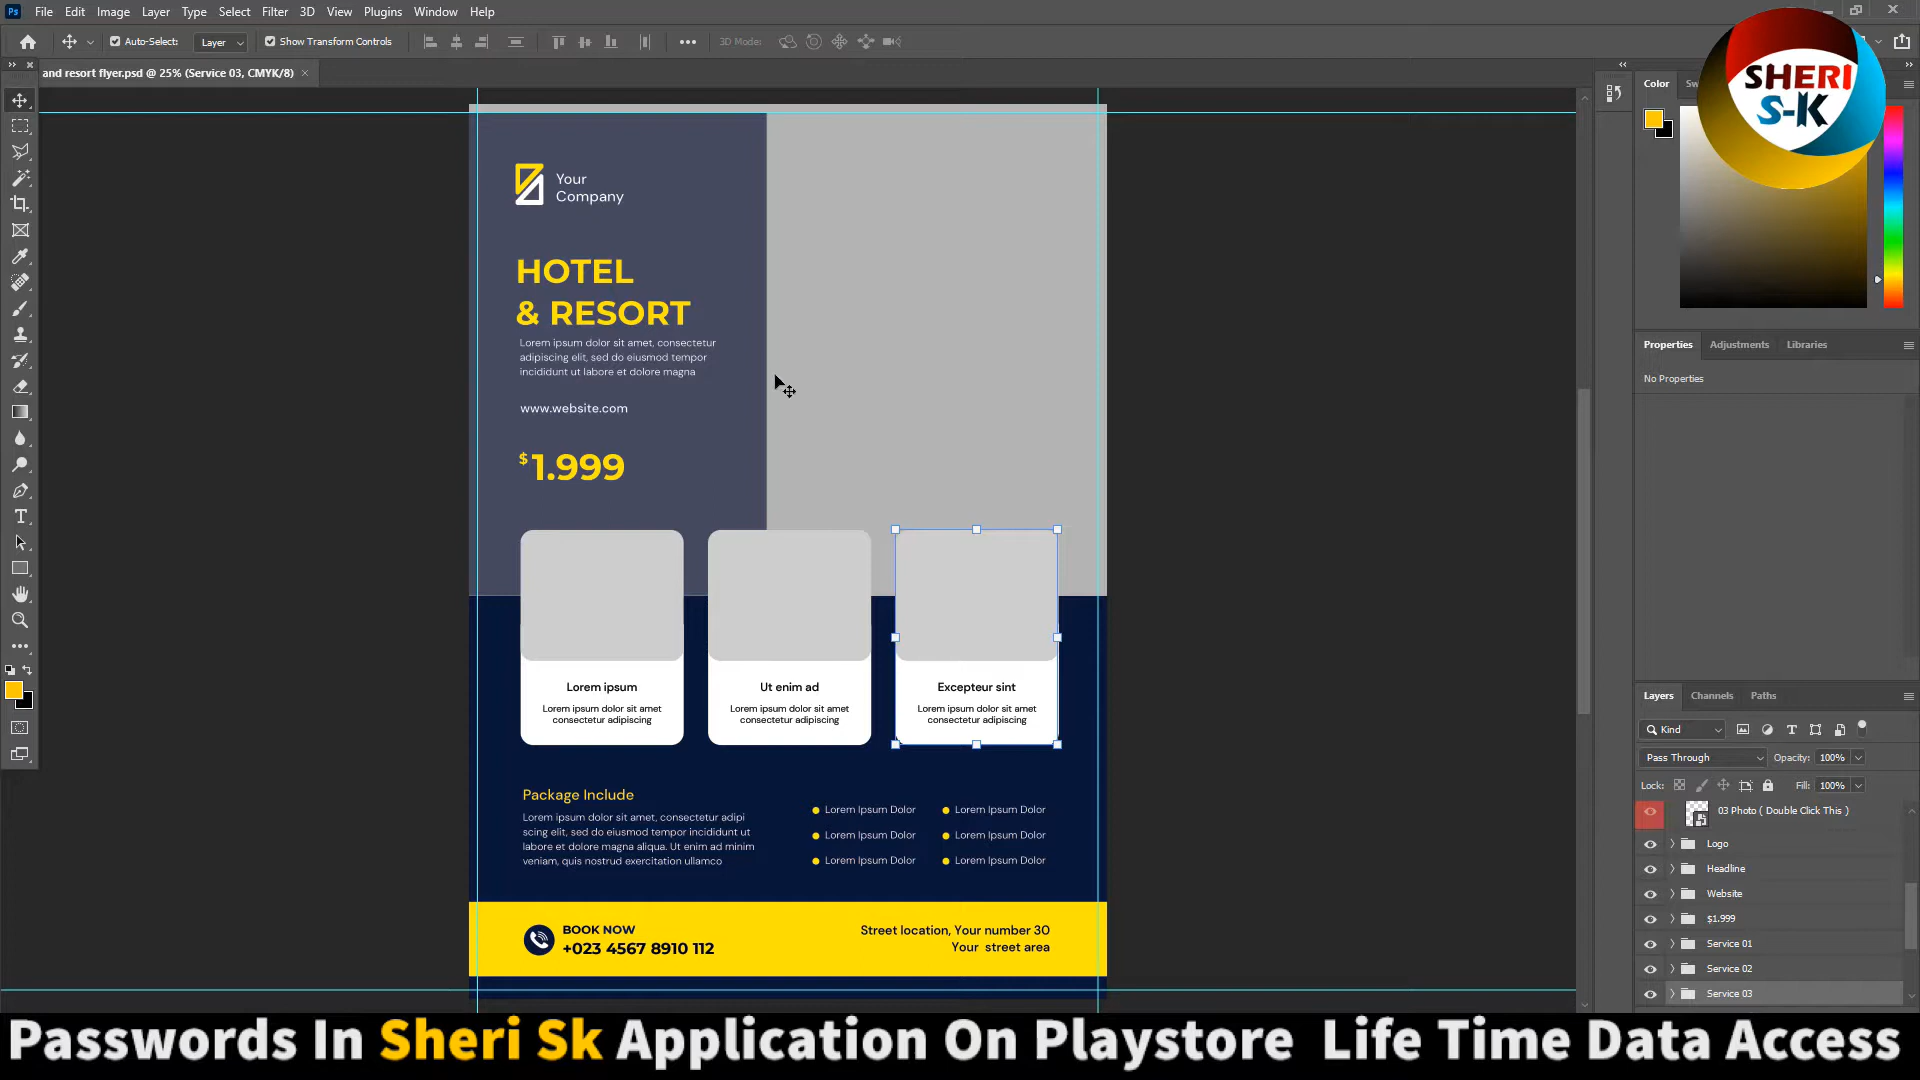 Ps File Edit Image Layer Type Select Filter 3D View Plugins Window Help
Auto-Select: Layer Show Transform Controls 3D Mode:
and resort flyer.psd @ 25% (Service 03, CMYK/8)
SHERI
S-K
Color Sw
Your
Company
HOTEL
& RESORT
Lorem ipsum dolor sit amet, consectetur
adipiscing elit, sed do eiusmod tempor
incididunt ut labore et dolore magna
www.website.com
$1.999
Lorem ipsum
Lorem ipsum dolor sit amet
consectetur adipiscing
Ut enim ad
Lorem ipsum dolor sit amet
consectetur adipiscing
Excepteur sint
Lorem ipsum dolor sit amet
consectetur adipiscing
Package Include
Lorem ipsum dolor sit amet, consectetur adipi
scing elit, sed do eiusmod tempor incididunt ut
labore et dolore magna aliqua. Ut enim ad minim
veniam, quis nostrud exercitation ullamco
Lorem Ipsum Dolor Lorem Ipsum Dolor
Lorem Ipsum Dolor Lorem Ipsum Dolor
Lorem Ipsum Dolor Lorem Ipsum Dolor
BOOK NOW
+023 4567 8910 112
Street location, Your number 30
Your street area
Properties Adjustments Libraries
No Properties
Layers Channels Paths
Kind
Pass Through Opacity: 100%
Lock: Fill: 100%
03 Photo ( Double Click This )
Logo
Headline
Website
$1.999
Service 01
Service 02
Service 03
Passwords In Sheri Sk Application On Playstore Life Time Data Access